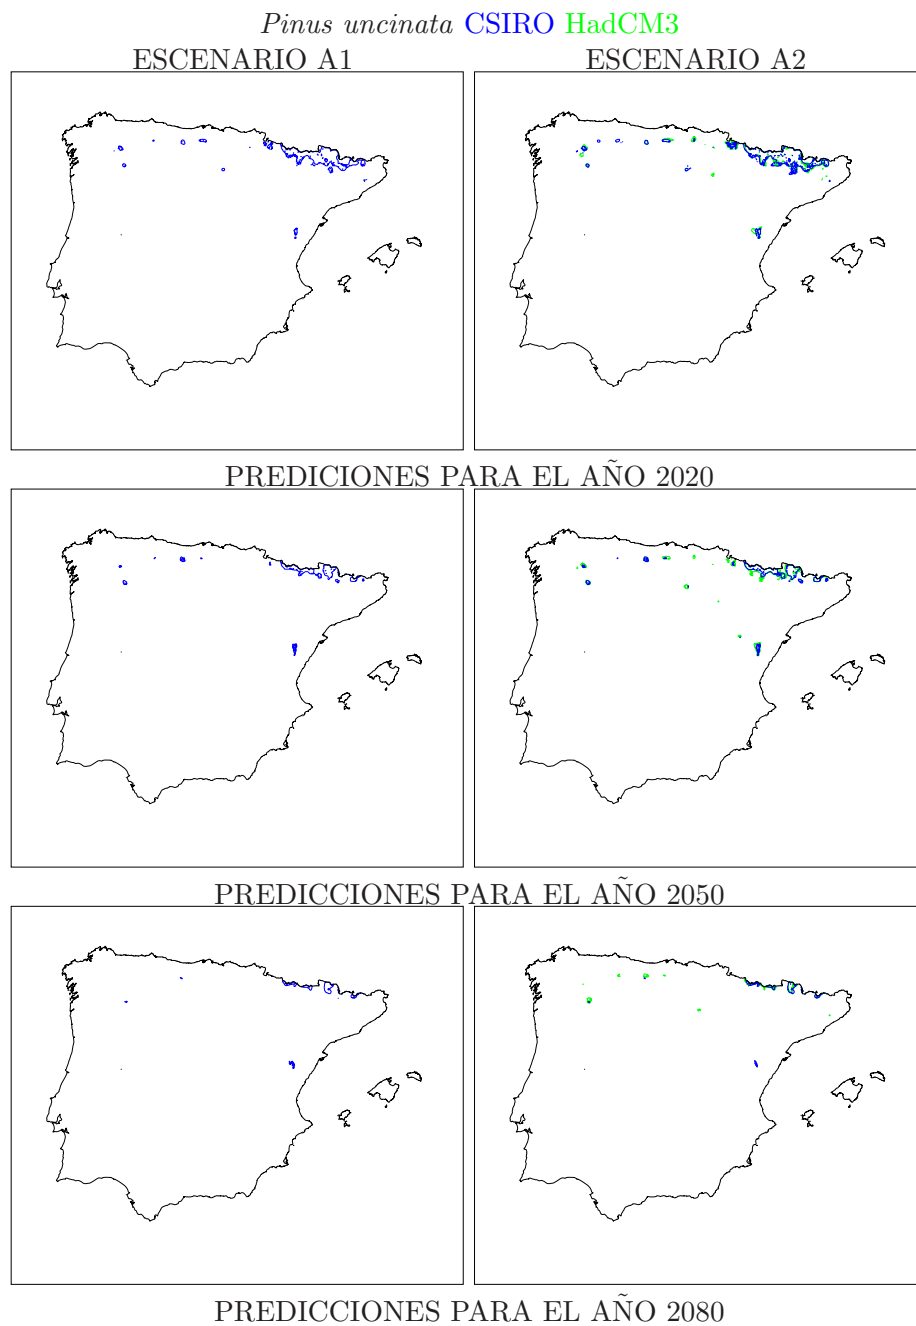 Pinus uncinata CSIRO HadCM3
ESCENARIO A1 ESCENARIO A2
PREDICIONES PARA EL AÑO 2020
PREDICCIONES PARA EL AÑO 2050
PREDICCIONES PARA EL AÑO 2080